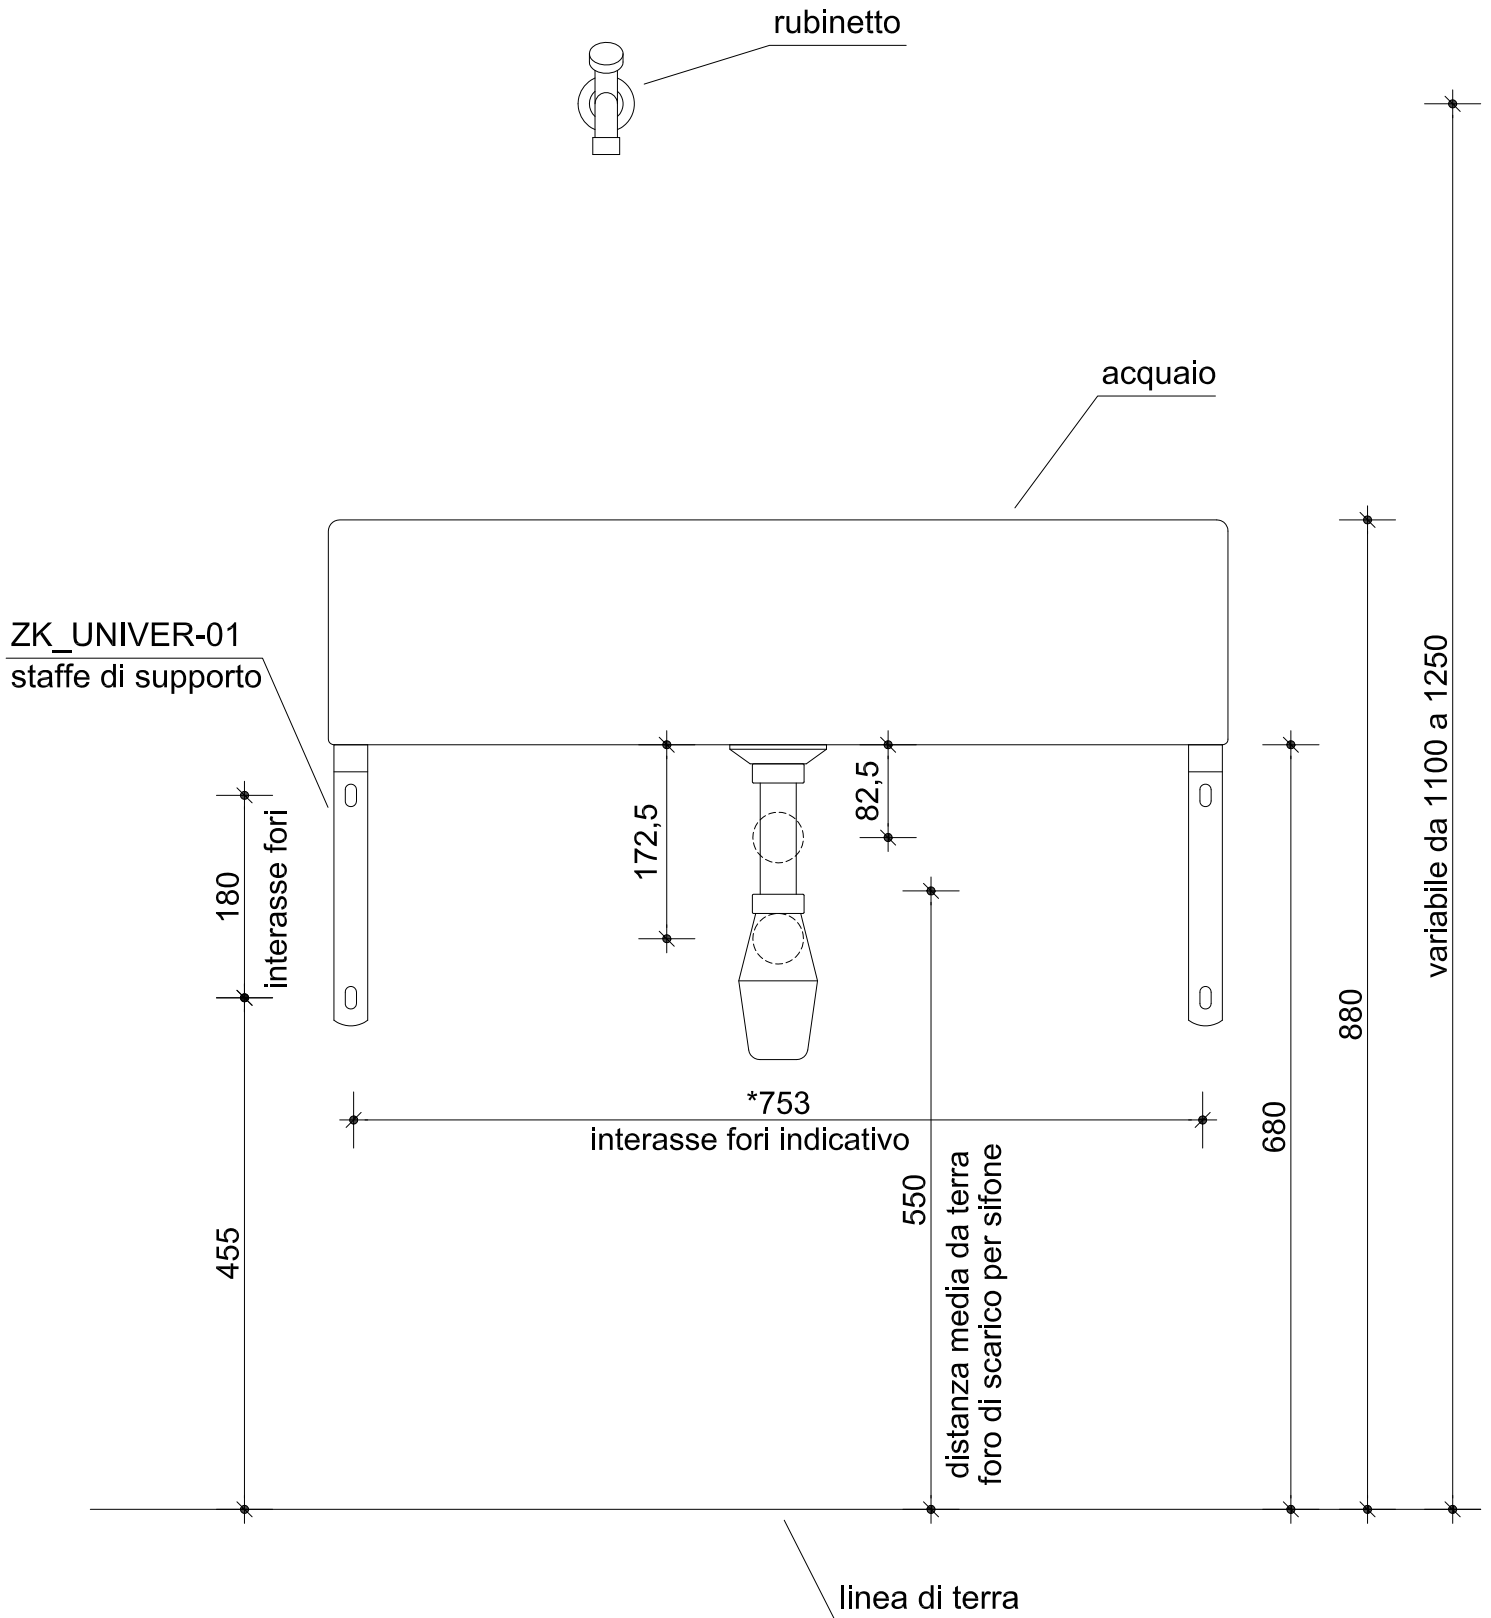 rubinetto
acquaio
ZK_UNIVER-01
staffe di supporto
variabile da 1100 a 1250
82,5
172,5
180
interasse fori
880
*753
interasse fori indicativo
680
550
distanza media da terra
foro di scarico per sifone
455
linea di terra